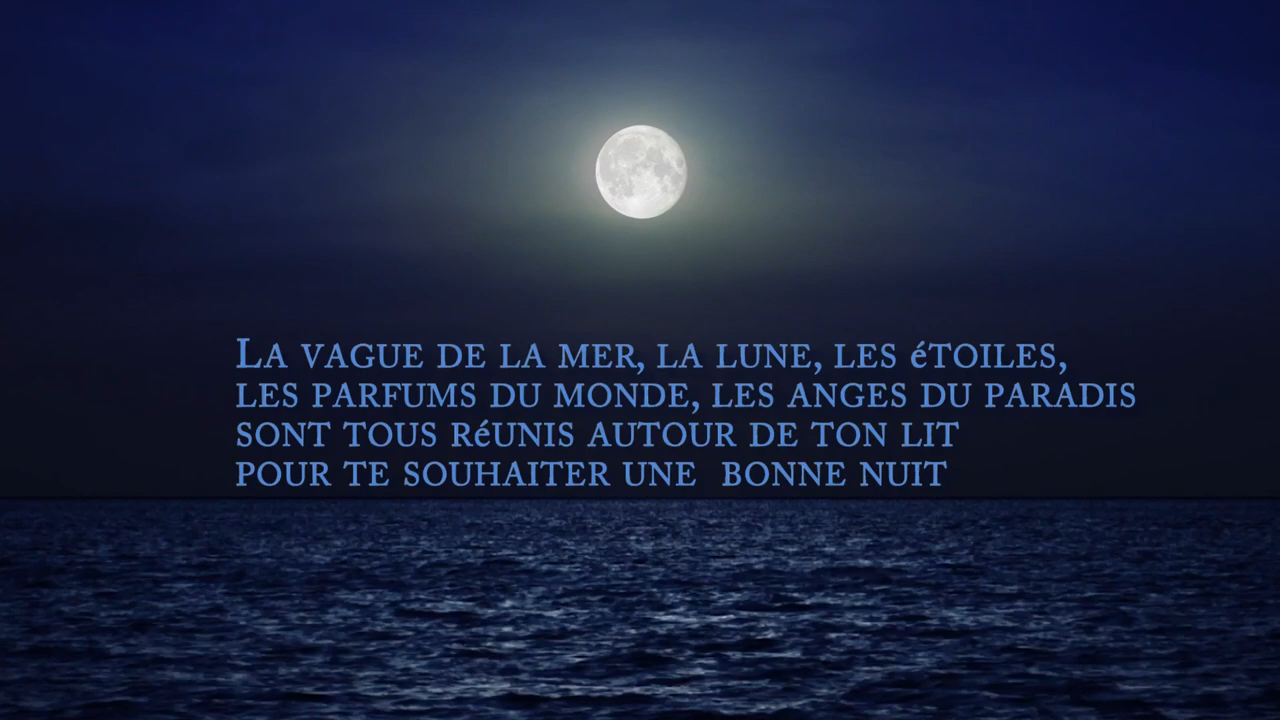 La vague de la mer, la lune, les étoiles,
les parfums du monde, les anges du paradis
sont tous réunis autour de ton lit
pour te souhaiter une  bonne nuit